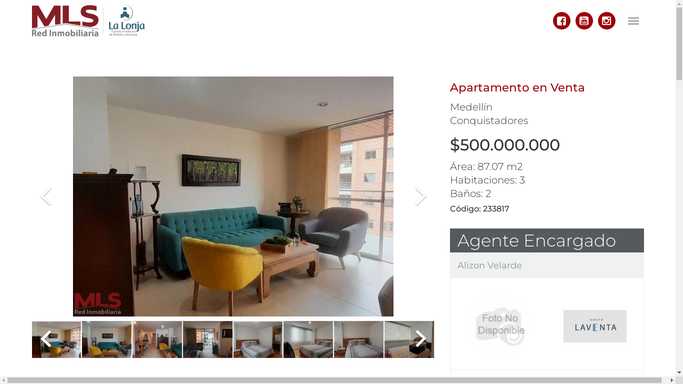 MLS
Red Inmobiliaria
La Lonja
Apartamento en Venta
Medellín
Conquistadores
$500.000.000
Área: 87.07 m2
Habitaciones: 3
Baños: 2
Código: 233817
Agente Encargado
Alizon Velarde
Foto No
Disponible
LAVENTA
MLS
Red Inmobiliaria